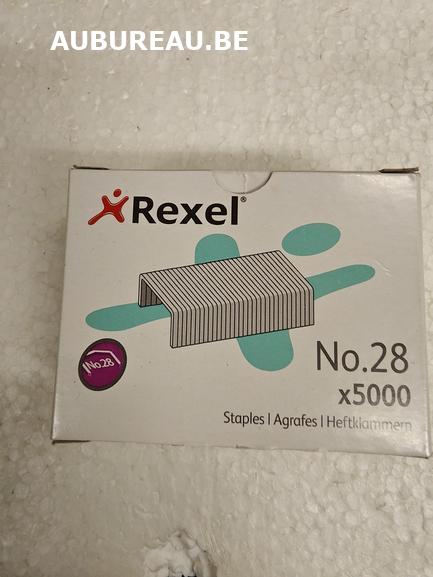 AUBUREAU.BE
Rexel®
No.28
No.28
x5000
Staples | Agrafes | Heftklammern